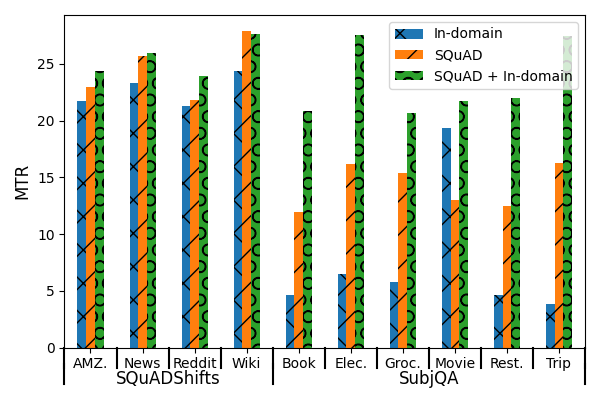 In-domain
SQuAD
SQuAD + In-domain
MTR
25
20
15
10
5
0
AMZ. News Reddit Wiki Book Elec. Groc. Movie Rest. Trip
SQuADShifts SubjQA